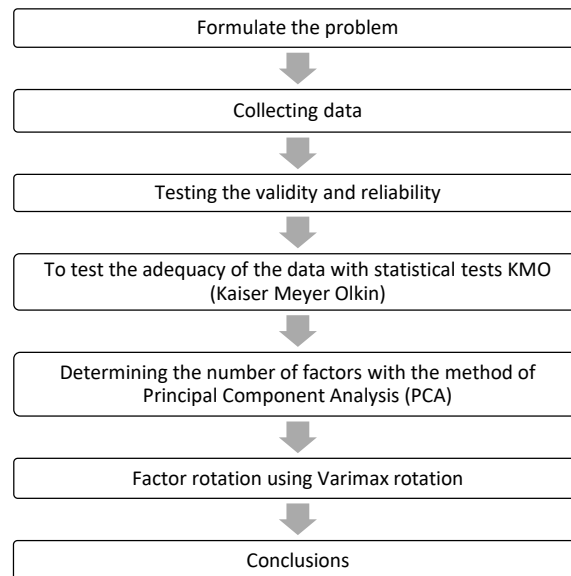 Formulate the problem
Collecting data
Testing the validity and reliability
To test the adequacy of the data with statistical tests KMO
(Kaiser Meyer Olkin)
Determining the number of factors with the method of
Principal Component Analysis (PCA)
Factor rotation using Varimax rotation
Conclusions